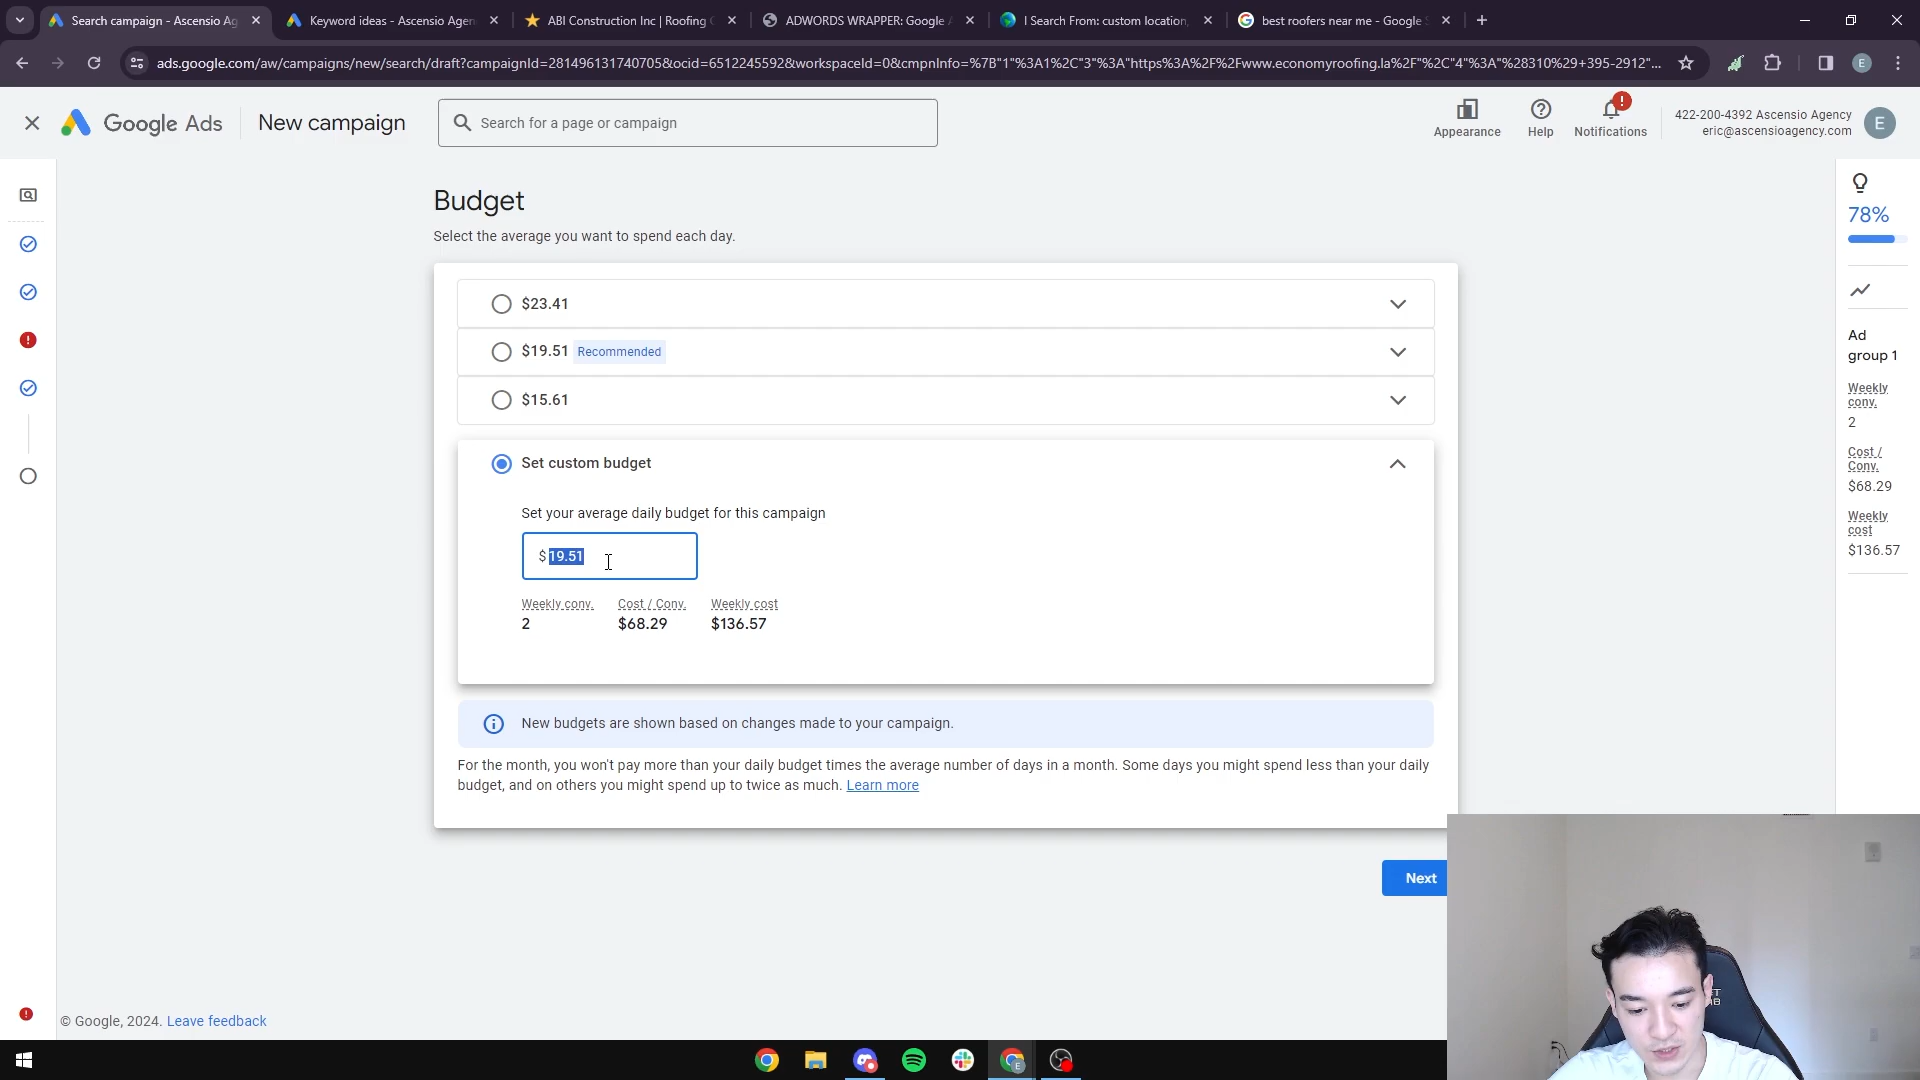 Search campaign - Ascensio Ag
Keyword ideas - Ascensio Agen
ABI Construction Inc | Roofing C
ADWORDS WRAPPER: Google A
I Search From: custom location,
best roofers near me - Google S
ads.google.com/aw/campaigns/new/search/draft?campaignId=281496131740705&ocid=6512245592&workspaceId=0&cmpnInfo=%7B"1"%3A1%2C"3"%3A"https%3A%2F%2Fwww.economyroofing.la%2F"%2C"4"%3A"%28310%29+395-2912"...
E
Google Ads
New campaign
Search for a page or campaign
Appearance
Help
Notifications
422-200-4392 Ascensio Agency
eric@ascensioagency.com
E
Budget
Select the average you want to spend each day.
$23.41
$19.51 Recommended
$15.61
Set custom budget
Set your average daily budget for this campaign
$ 19.51
Weekly conv. Cost / Conv. Weekly cost
2 $68.29 $136.57
New budgets are shown based on changes made to your campaign.
For the month, you won't pay more than your daily budget times the average number of days in a month. Some days you might spend less than your daily
budget, and on others you might spend up to twice as much. Learn more
Next
78%
Ad
group 1
Weekly
conv.
2
Cost /
Conv.
$68.29
Weekly
cost
$136.57
© Google, 2024. Leave feedback